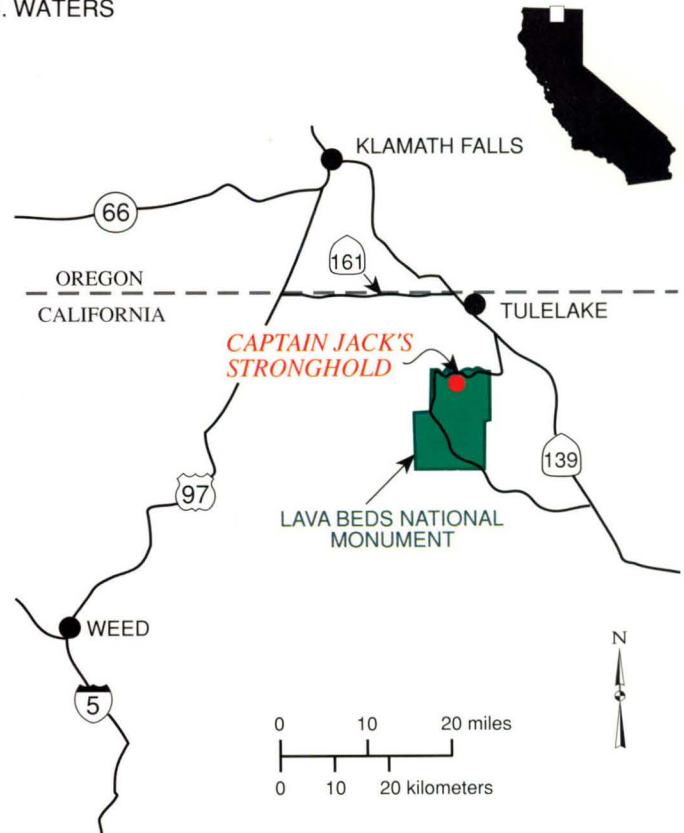 . WATERS
KLAMATH FALLS
66
161
OREGON
CALIFORNIA
TULELAKE
CAPTAIN JACK'S
STRONGHOLD
97
139
LAVA BEDS NATIONAL
MONUMENT
WEED
5
N
0 10 20 miles
0 10 20 kilometers